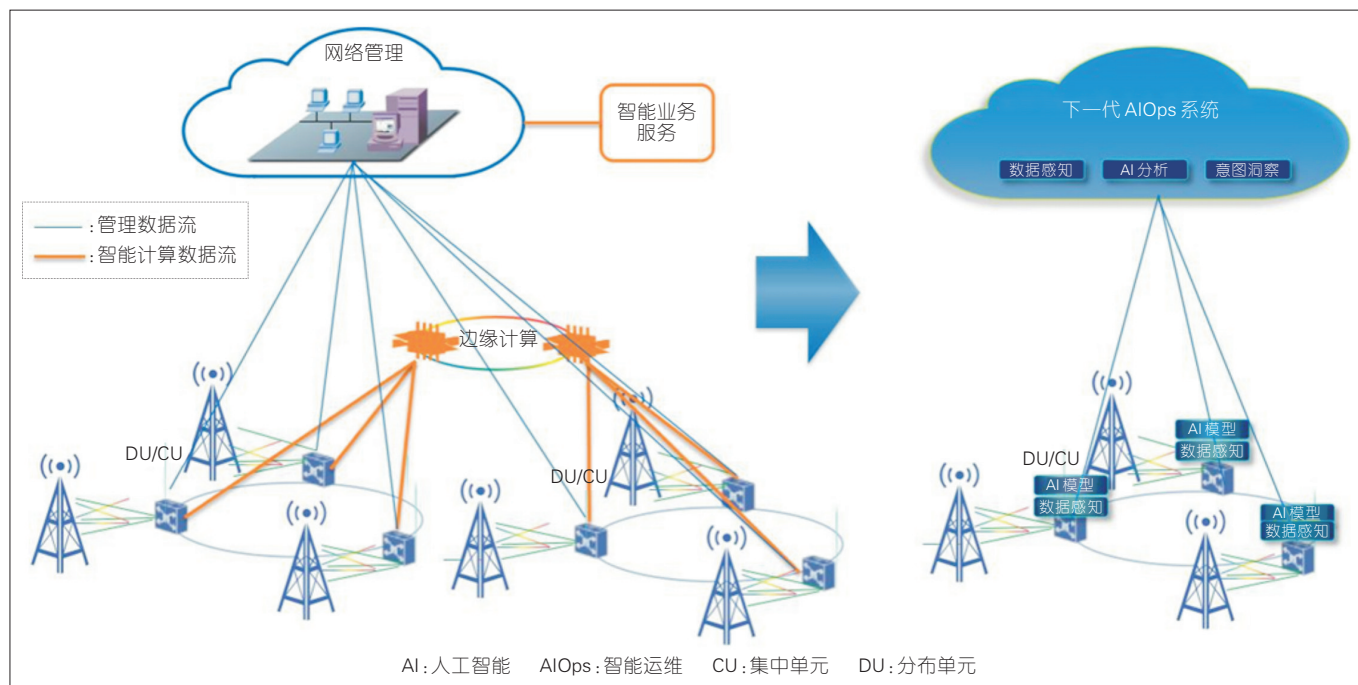 网络管理
智能业务
服务
——:管理数据流
——:智能计算数据流
边缘计算
DU/CU
DU/CU
下一代 AIOps 系统
数据感知
AI 分析
意图洞察
AI 模型
数据感知
DU/CU
AI 模型
数据感知
AI 模型
数据感知
AI:人工智能 AIOps:智能运维 CU:集中单元 DU:分布单元